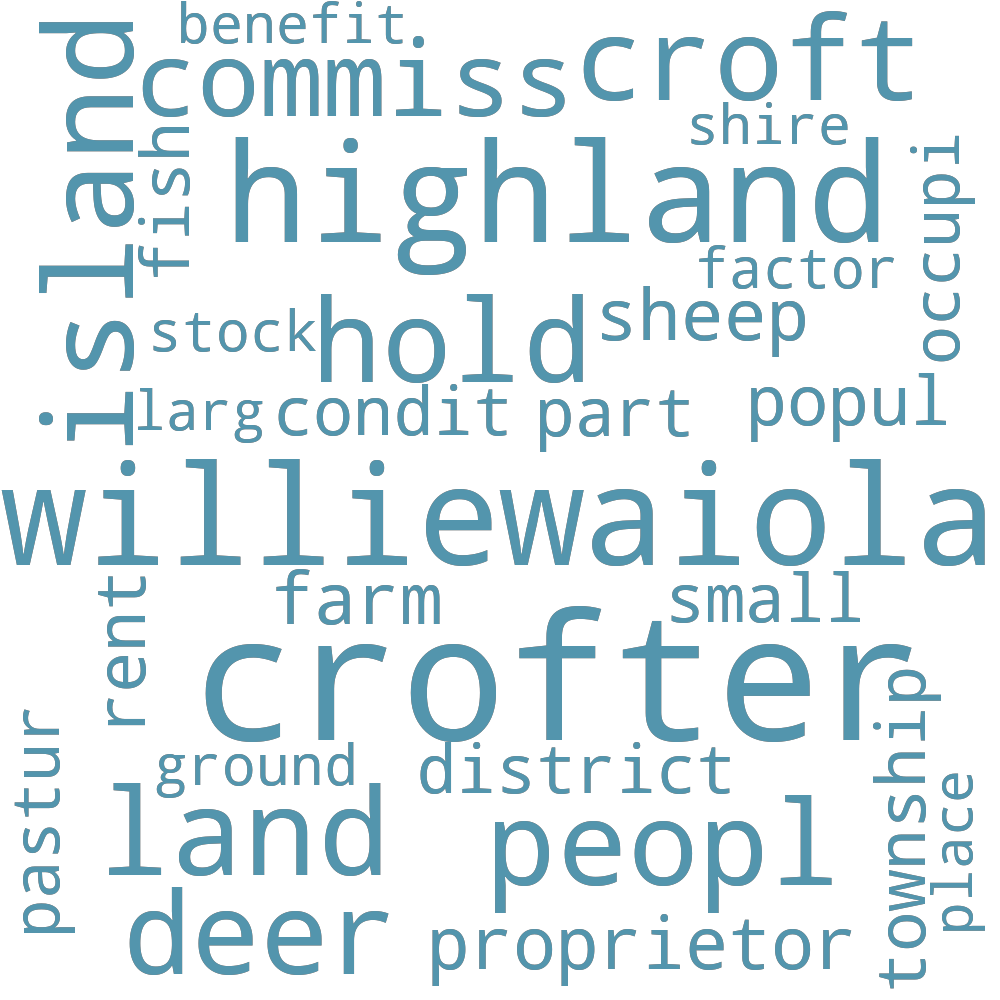 benefit
commiss
croft
island
fish
shire
highland
occupi
factor
stock
hold
sheep
larg
condit
part
popul
williewaiola
rent
farm
small
crofter
pastur
ground
district
township
place
land
peopl
deer
proprietor